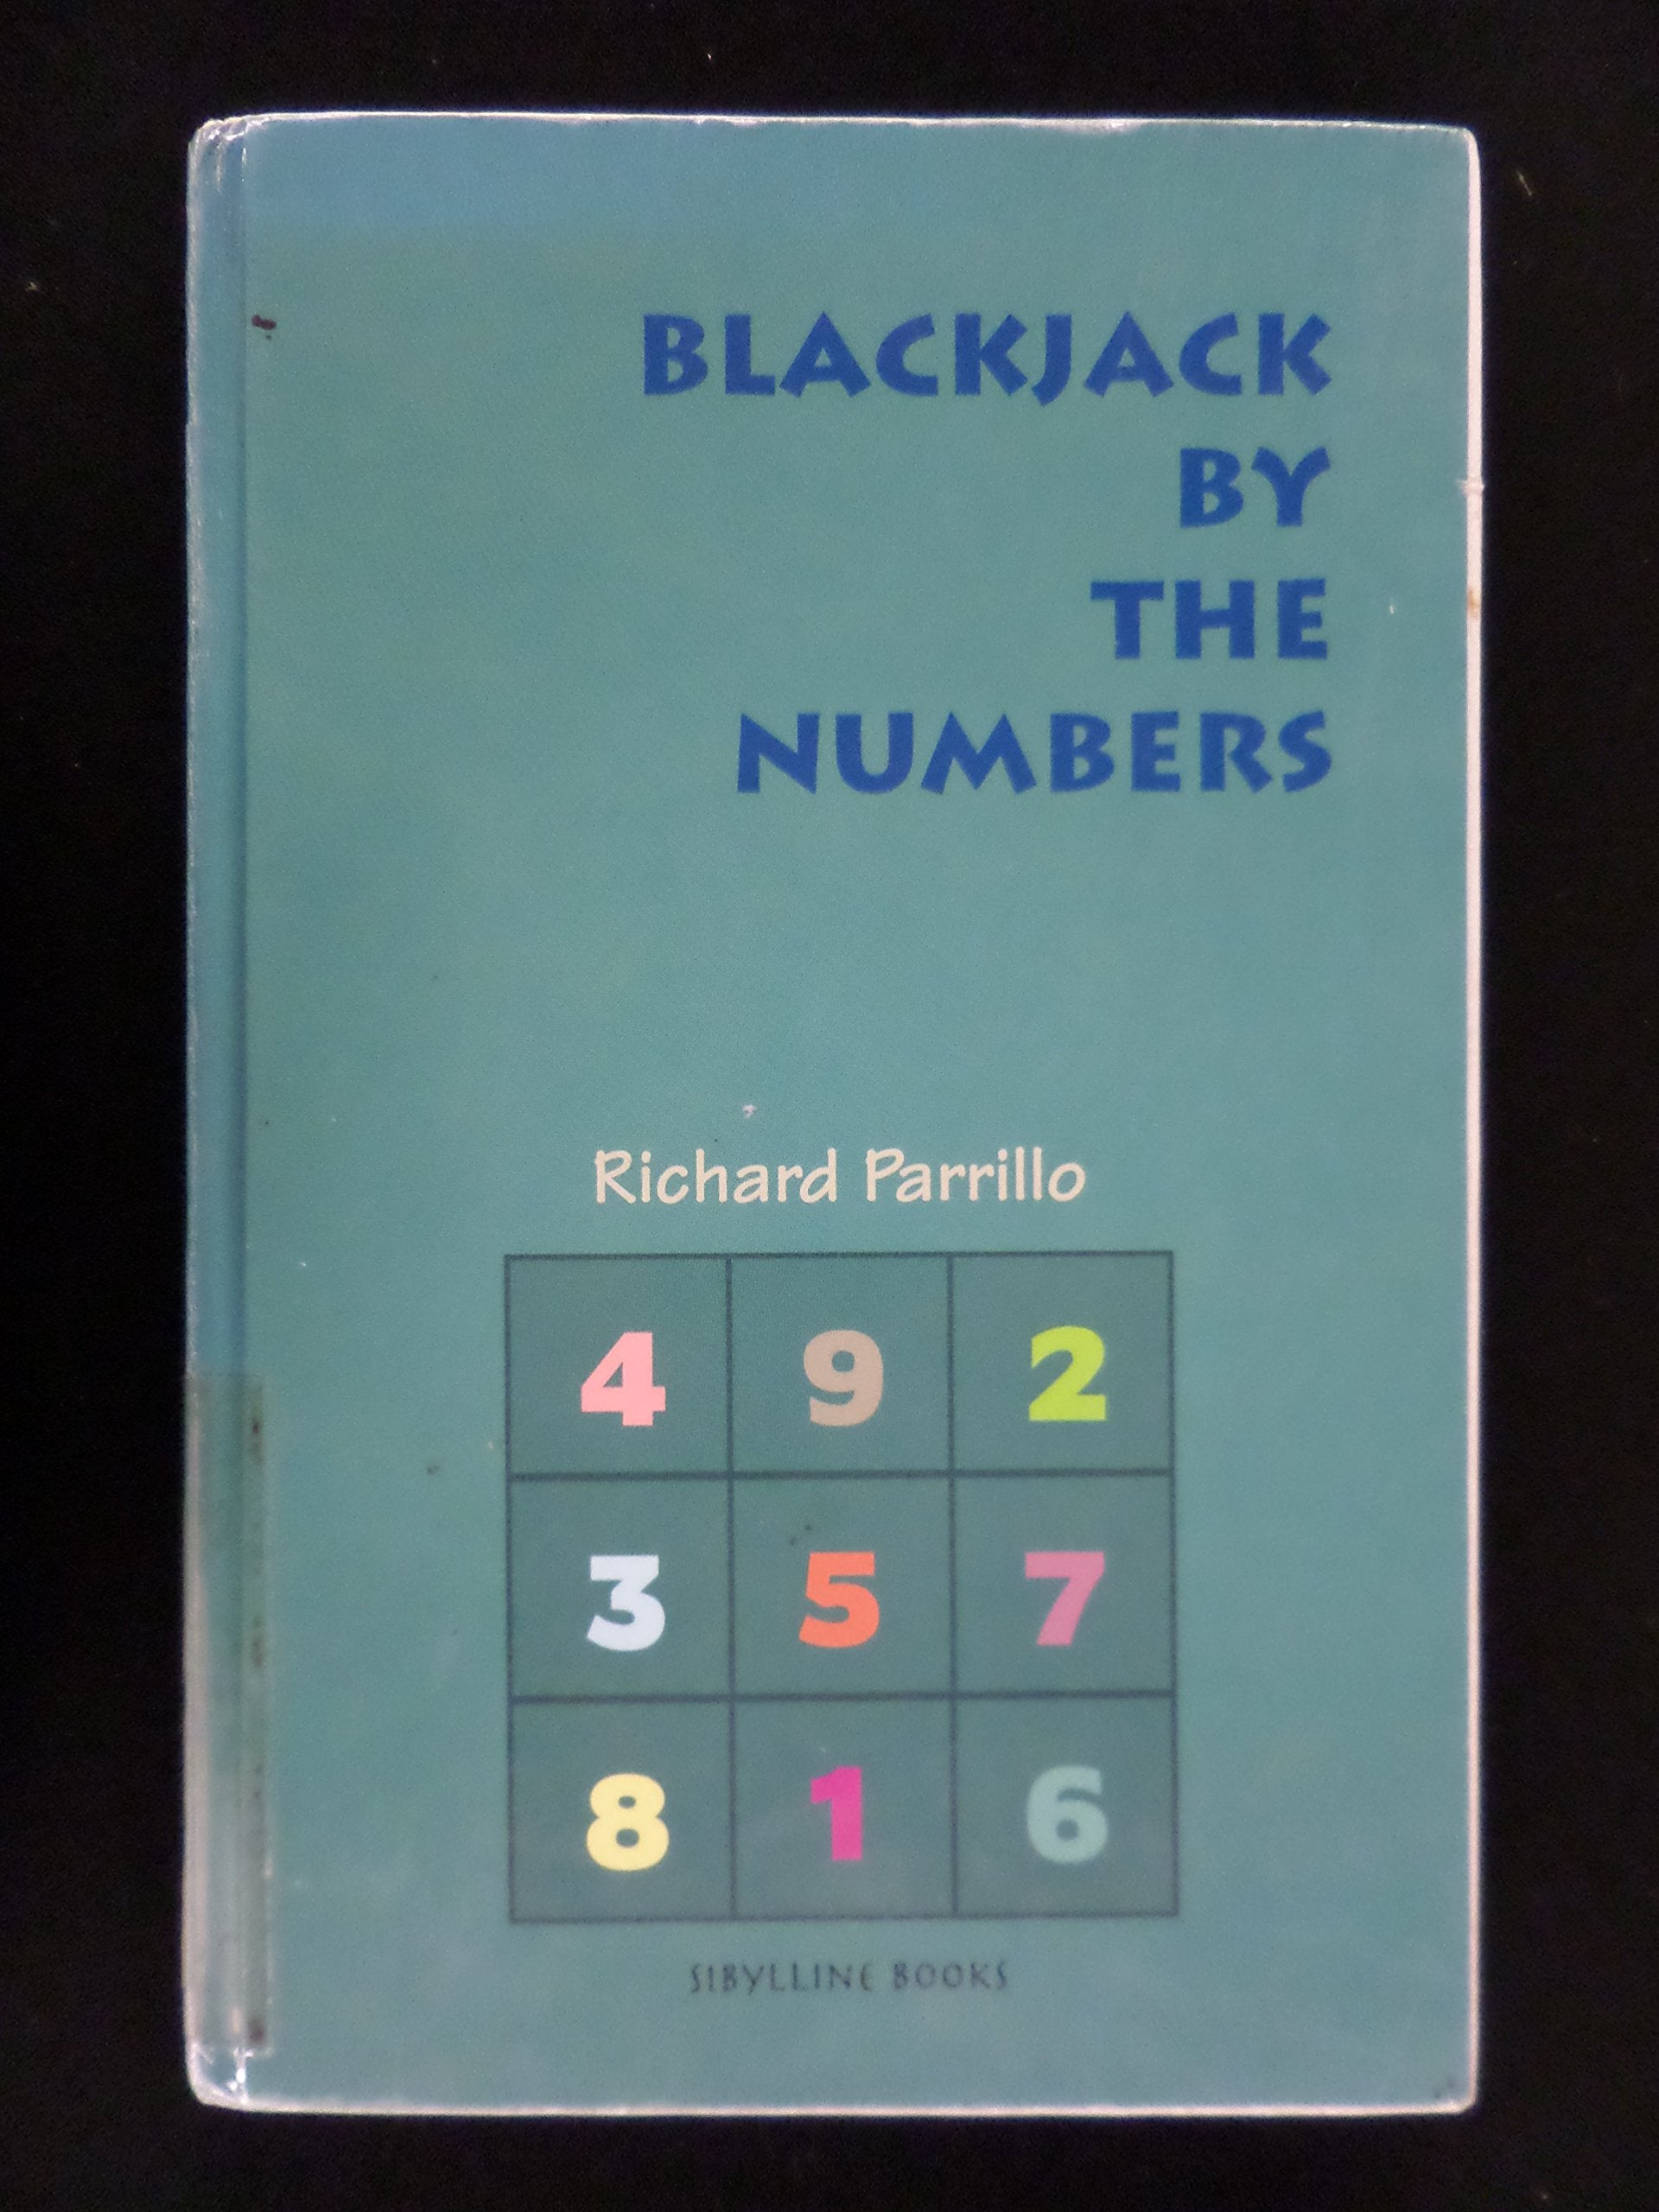 BLACKJACK
BY
THE
NUMBERS
Richard Parrillo
4 9 2
3 5 7
8 1 6
SIBYLLINE BOOKS